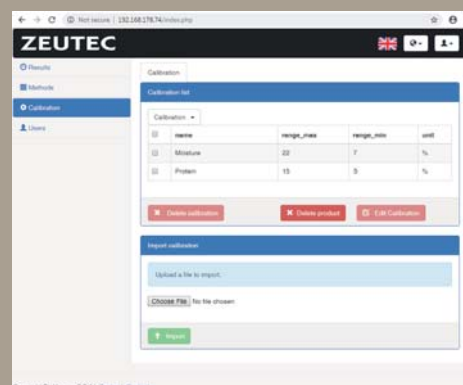 Not secure | 192.168.178.74/index.php
ZEUTEC
Results
Methods
Calibration
Users
Calibration
Calibration list
Calibration
name range_max range_min unit
Moisture 22 7 %
Protein 15 5 %
Delete calibration Delete product Edit Calibration
Import calibration
Upload a file to import.
Choose File No file chosen
Import